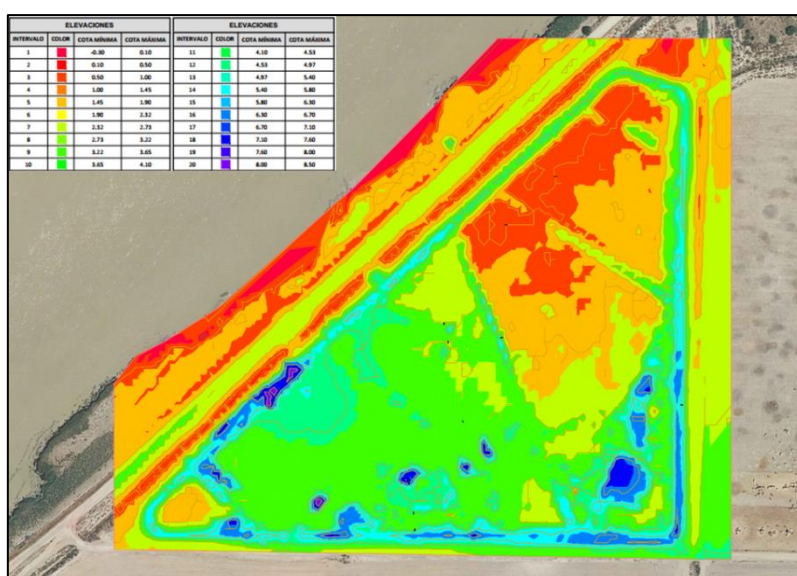 ELEVACIONES ELEVACIONES
INTERVALO COLOR COTA MÍNIMA COTA MÁXIMA INTERVALO COLOR COTA MÍNIMA COTA MÁXIMA
1 -0.30 0.10 11 4.10 4.53
2 0.10 0.50 12 4.53 4.97
3 0.50 1.00 13 4.97 5.40
4 1.00 1.45 14 5.40 5.80
5 1.45 1.90 15 5.80 6.30
6 1.90 2.32 16 6.30 6.70
7 2.32 2.73 17 6.70 7.10
8 2.73 3.22 18 7.10 7.60
9 3.22 3.65 19 7.60 8.00
10 3.65 4.10 20 8.00 8.50